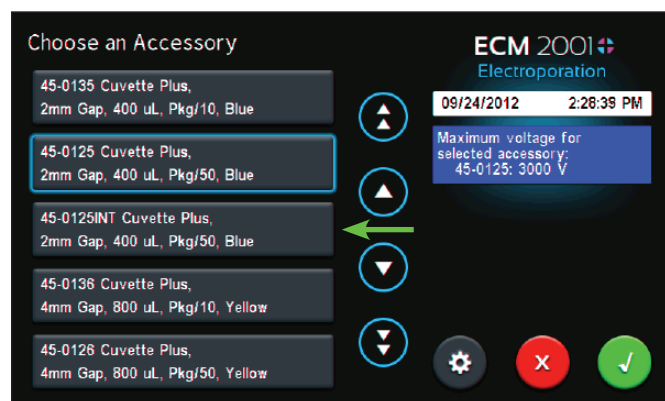 Choose an Accessory
45-0135 Cuvette Plus,
2mm Gap, 400 uL, Pkg/10, Blue
45-0125 Cuvette Plus,
2mm Gap, 400 uL, Pkg/50, Blue
45-0125INT Cuvette Plus,
2mm Gap, 400 uL, Pkg/50, Blue
45-0136 Cuvette Plus,
4mm Gap, 800 uL, Pkg/10, Yellow
45-0126 Cuvette Plus,
4mm Gap, 800 uL, Pkg/50, Yellow
ECM 2001
Electroporation
09/24/2012 2:28:39 PM
Maximum voltage for
selected accessory:
45-0125: 3000 V
X